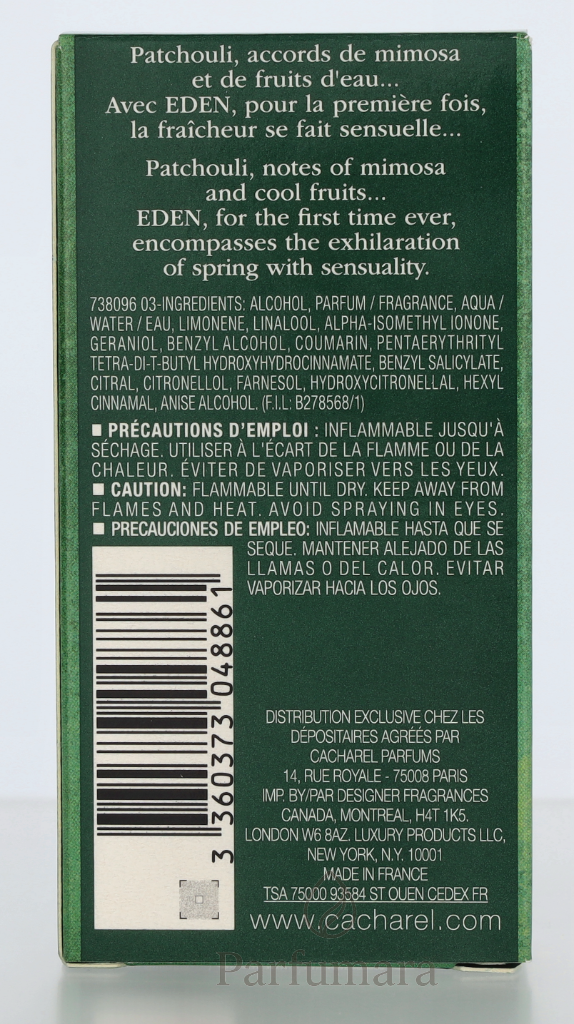 Patchouli, accords de mimosa
et de fruits d'eau...
Avec EDEN, pour la première fois,
la fraîcheur se fait sensuelle...
Patchouli, notes of mimosa
and cool fruits...
EDEN, for the first time ever,
encompasses the exhilaration
of spring with sensuality.
738096 03-INGREDIENTS: ALCOHOL, PARFUM / FRAGRANCE, AQUA /
WATER / EAU, LIMONENE, LINALOOL, ALPHA-ISOMETHYL IONONE,
GERANIOL, BENZYL ALCOHOL, COUMARIN, PENTAERYTHRITYL
TETRA-DI-T-BUTYL HYDROXYHYDROCINNAMATE, BENZYL SALICYLATE,
CITRAL, CITRONELLOL, FARNESOL, HYDROXYCITRONELLAL, HEXYL
CINNAMAL, ANISE ALCOHOL. (F.I.L: B278568/1)
■ PRÉCAUTIONS D'EMPLOI : INFLAMMABLE JUSQU'À
SÉCHAGE. UTILISER À L'ÉCART DE LA FLAMME OU DE LA
CHALEUR. ÉVITER DE VAPORISER VERS LES YEUX.
■ CAUTION: FLAMMABLE UNTIL DRY. KEEP AWAY FROM
FLAMES AND HEAT. AVOID SPRAYING IN EYES.
■ PRECAUCIONES DE EMPLEO: INFLAMABLE HASTA QUE SE
SEQUE. MANTENER ALEJADO DE LAS
LLAMAS O DEL CALOR. EVITAR
VAPORIZAR HACIA LOS OJOS.
3 360373 048861
DISTRIBUTION EXCLUSIVE CHEZ LES
DÉPOSITAIRES AGRÉÉS PAR
CACHAREL PARFUMS
14, RUE ROYALE - 75008 PARIS
IMP. BY/PAR DESIGNER FRAGRANCES
CANADA, MONTREAL, H4T 1K5.
LONDON W6 8AZ. LUXURY PRODUCTS LLC,
NEW YORK, N.Y. 10001
MADE IN FRANCE
TSA 75000 93584 ST OUEN CEDEX FR
www.cacharel.com
Parfumara